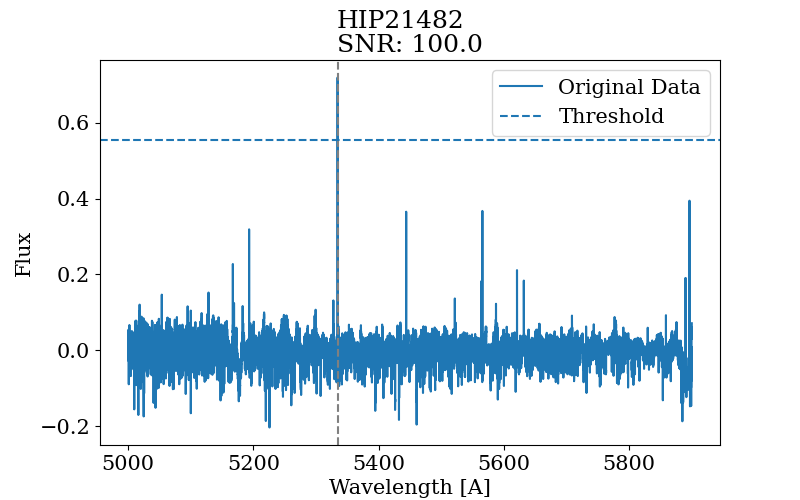 HIP21482
SNR: 100.0
Original Data
Threshold
Flux
0.6
0.4
0.2
0.0
−0.2
5000 5200 5400 5600 5800
Wavelength [A]